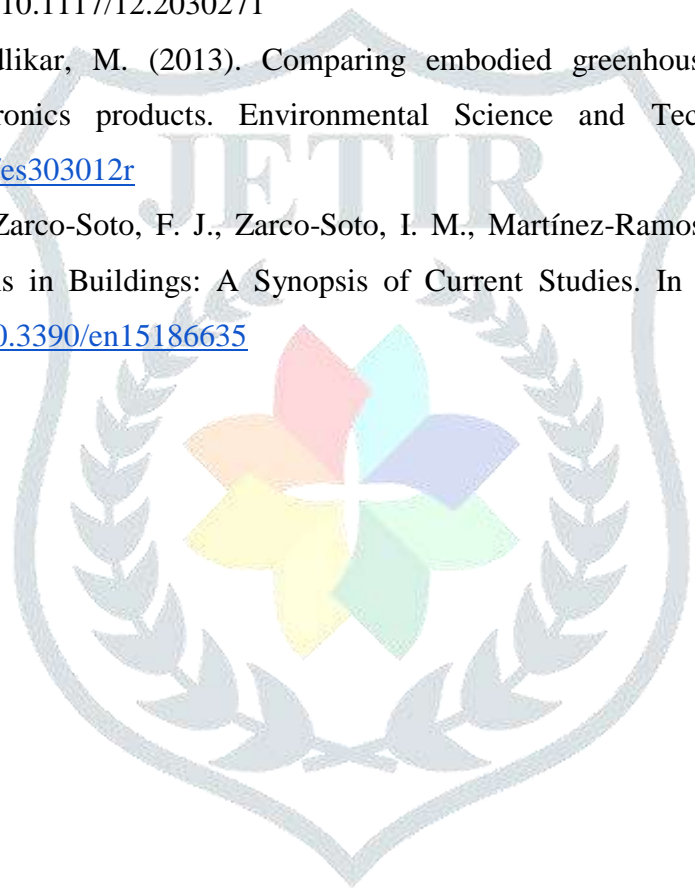 10.1117/12.2030271
dlikar, M. (2013). Comparing embodied greenhous
ronics products. Environmental Science and Tec
es303012r
JETIR
Zarco-Soto, F. J., Zarco-Soto, I. M., Martínez-Ramos
s in Buildings: A Synopsis of Current Studies. In
0.3390/en15186635